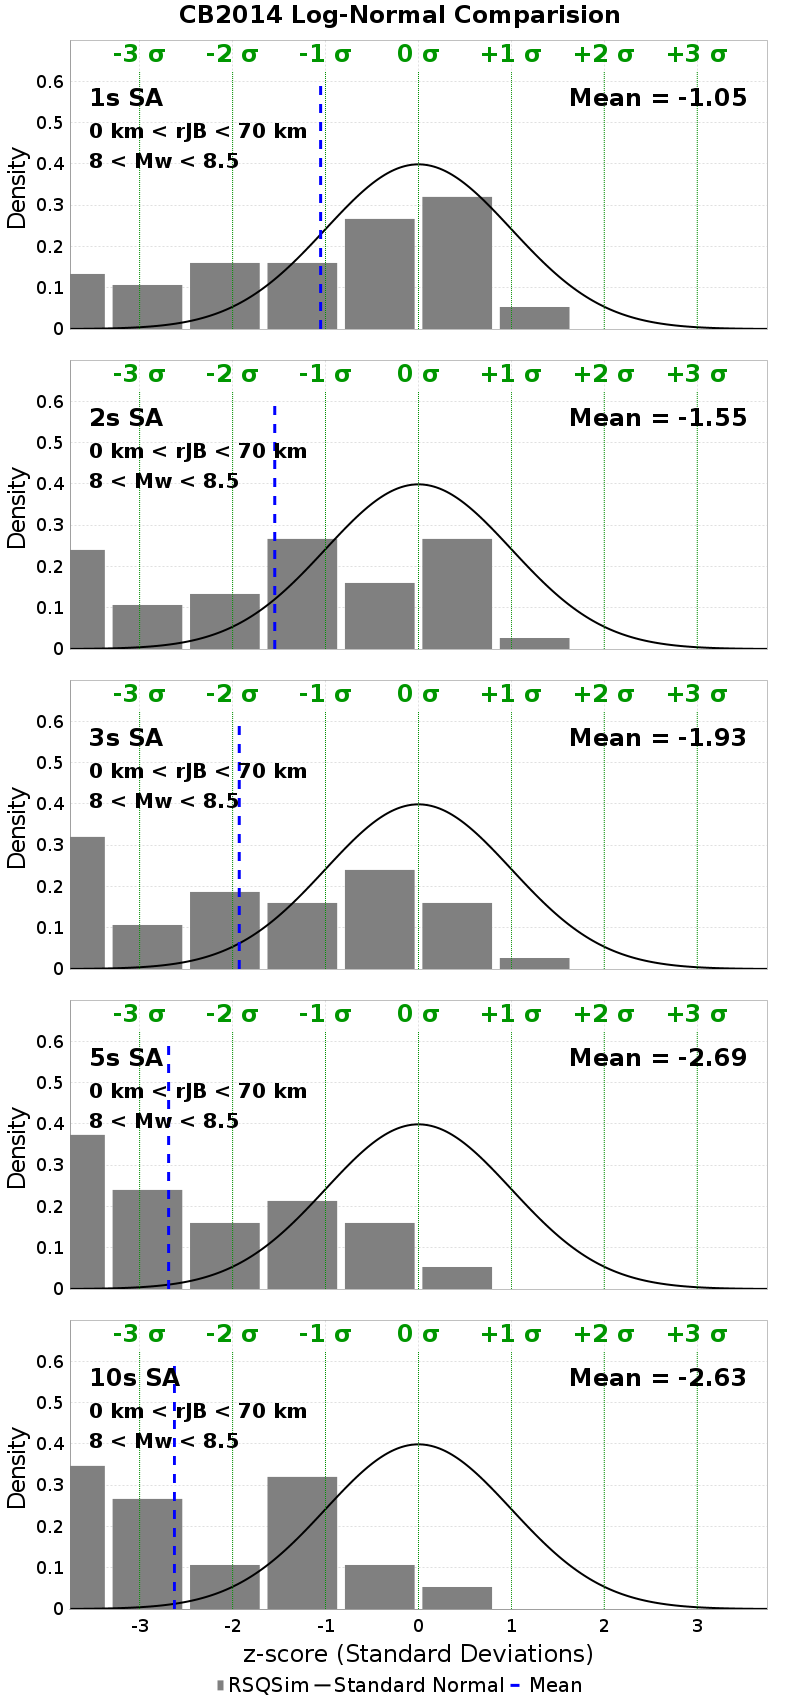 CB2014 Log-Normal Comparision
-3 σ -2 σ -1 σ 0 σ +1 σ +2 σ +3 σ
0.6
1s SA Mean = -1.05
0.5
0 km < rJB < 70 km
8 < Mw < 8.5
0.4
Density
0.3
0.2
0.1
0
-3 σ -2 σ -1 σ 0 σ +1 σ +2 σ +3 σ
0.6
2s SA Mean = -1.55
0.5
0 km < rJB < 70 km
8 < Mw < 8.5
0.4
Density
0.3
0.2
0.1
0
-3 σ -2 σ -1 σ 0 σ +1 σ +2 σ +3 σ
0.6
3s SA Mean = -1.93
0.5
0 km < rJB < 70 km
8 < Mw < 8.5
0.4
Density
0.3
0.2
0.1
0
-3 σ -2 σ -1 σ 0 σ +1 σ +2 σ +3 σ
0.6
5s SA Mean = -2.69
0.5
0 km < rJB < 70 km
8 < Mw < 8.5
0.4
Density
0.3
0.2
0.1
0
-3 σ -2 σ -1 σ 0 σ +1 σ +2 σ +3 σ
0.6
10s SA Mean = -2.63
0.5
0 km < rJB < 70 km
8 < Mw < 8.5
0.4
Density
0.3
0.2
0.1
0
-3 -2 -1 0 1 2 3
z-score (Standard Deviations)
RSQSim Standard Normal Mean